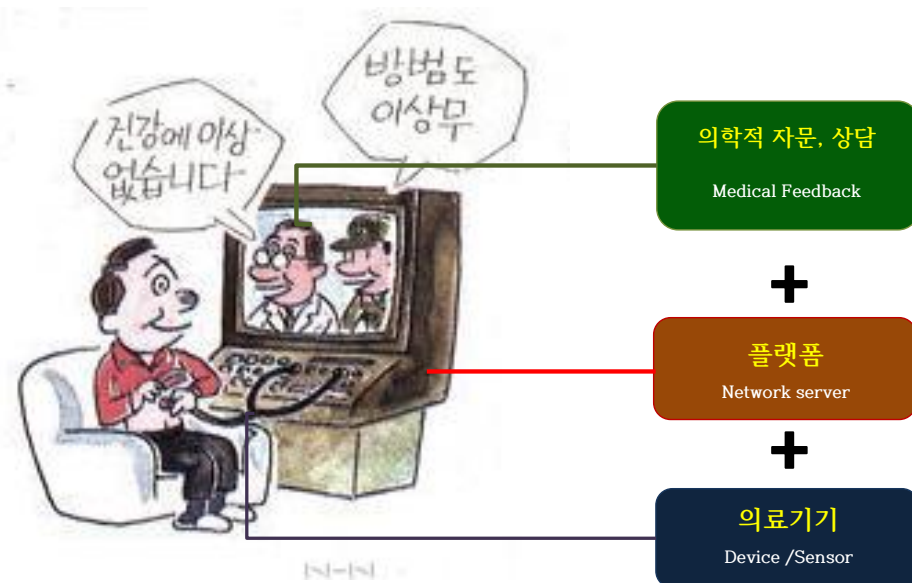 건강에 이상
없습니다
방범도
이상무
의학적 자문, 상담
Medical Feedback
+
플랫폼
Network server
+
의료기기
Device /Sensor